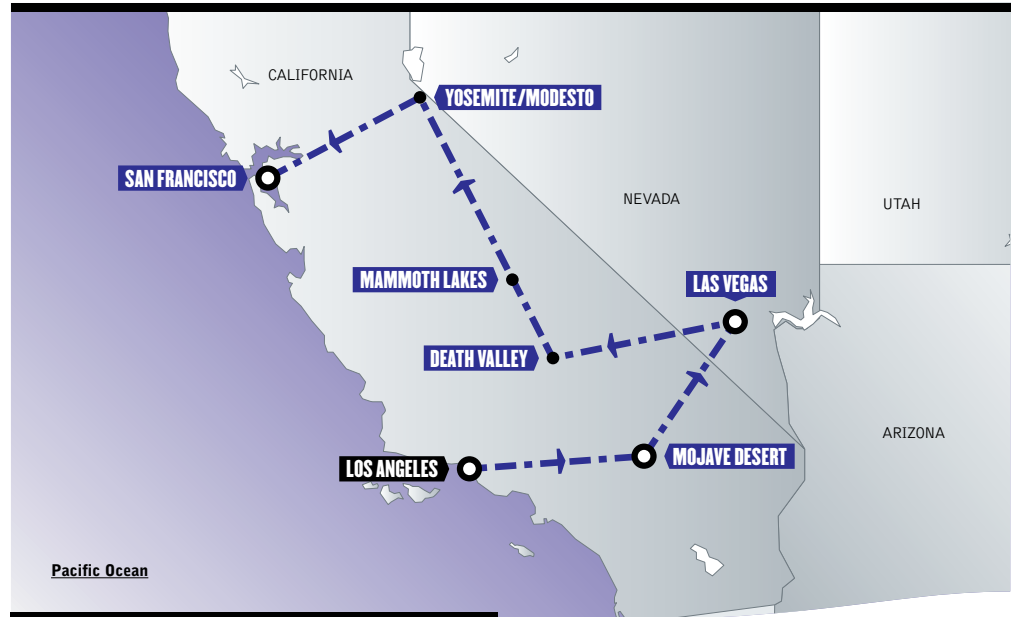 CALIFORNIA
YOSEMITE/MODESTO
SAN FRANCISCO
NEVADA
UTAH
MAMMOTH LAKES
LAS VEGAS
DEATH VALLEY
ARIZONA
LOS ANGELES
MOJAVE DESERT
Pacific Ocean